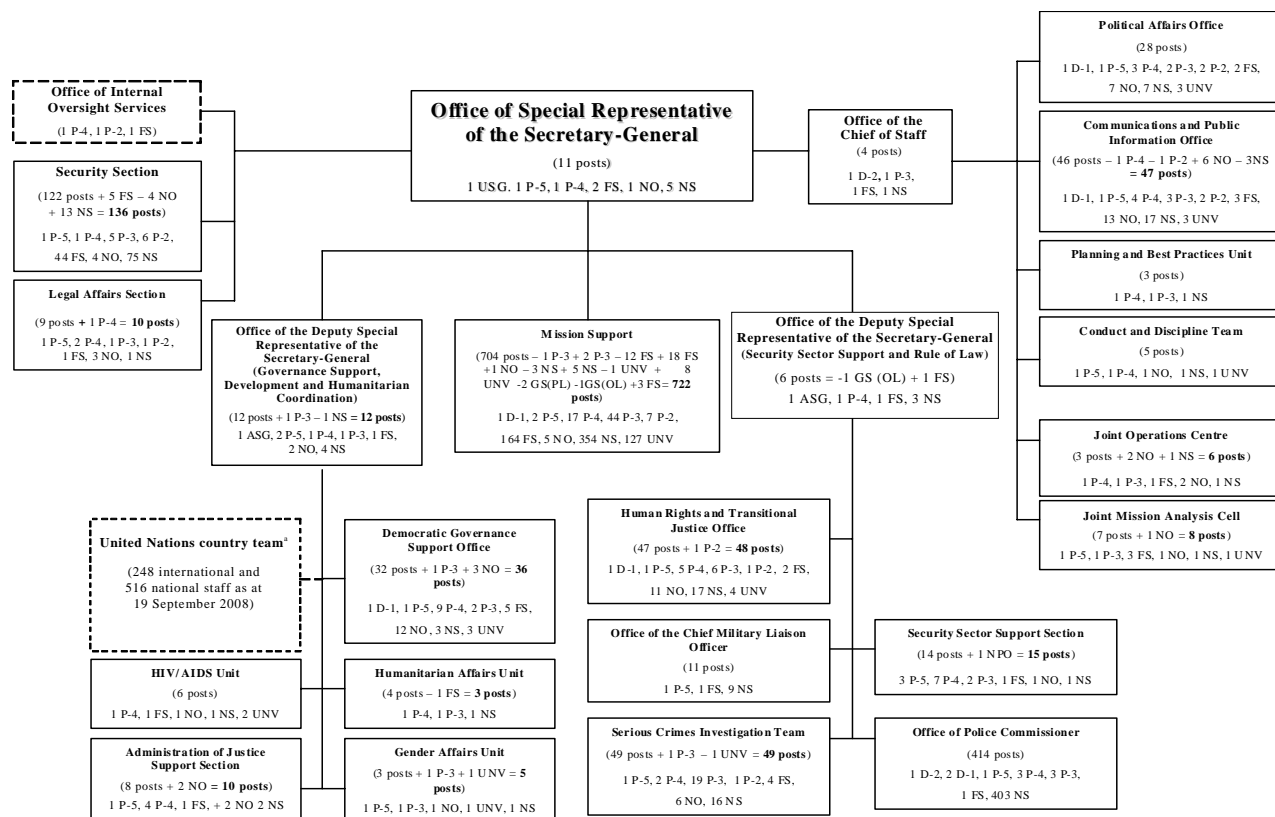 Office of Special Representative
of the Secretary-General
(11 posts)
1 USG. 1 P-5, 1 P-4, 2 FS, 1 NO, 5 NS
Office of Internal
Oversight Services
(1 P-4, 1 P-2, 1 FS)
Security Section
(122 posts + 5 FS – 4 NO
+ 13 NS = 136 posts)
1 P-5, 1 P-4, 5 P-3, 6 P-2,
44 FS, 4 NO, 75 NS
Legal Affairs Section
(9 posts + 1 P-4 = 10 posts)
1 P-5, 2 P-4, 1 P-3, 1 P-2,
1 FS, 3 NO, 1 NS
Office of the
Chief of Staff
(4 posts)
1 D-2, 1 P-3,
1 FS, 1 NS
Political Affairs Office
(28 posts)
1 D-1, 1 P-5, 3 P-4, 2 P-3, 2 P-2, 2 FS,
7 NO, 7 NS, 3 UNV
Communications and Public
Information Office
(46 posts – 1 P-4 – 1 P-2 + 6 NO – 3NS
= 47 posts)
1 D-1, 1 P-5, 4 P-4, 3 P-3, 2 P-2, 3 FS,
13 NO, 17 NS, 3 UNV
Planning and Best Practices Unit
(3 posts)
1 P-4, 1 P-3, 1 NS
Conduct and Discipline Team
(5 posts)
1 P-5, 1 P-4, 1 NO, 1 NS, 1 UNV
Joint Operations Centre
(3 posts + 2 NO + 1 NS = 6 posts)
1 P-4, 1 P-3, 1 FS, 2 NO, 1 NS
Joint Mission Analysis Cell
(7 posts + 1 NO = 8 posts)
1 P-5, 1 P-3, 3 FS, 1 NO, 1 NS, 1 UNV
Office of the Deputy Special
Representative of the
Secretary-General
(Governance Support,
Development and Humanitarian
Coordination)
(12 posts + 1 P-3 – 1 NS = 12 posts)
1 ASG, 2 P-5, 1 P-4, 1 P-3, 1 FS,
2 NO, 4 NS
Mission Support
(704 posts – 1 P-3 + 2 P-3 – 12 FS + 18 FS
+1 NO – 3 NS + 5 NS – 1 UNV + 8
UNV -2 GS(PL) -1GS(OL) +3 FS= 722
posts)
1 D-1, 2 P-5, 17 P-4, 44 P-3, 7 P-2,
164 FS, 5 NO, 354 NS, 127 UNV
Office of the Deputy Special
Representative of the Secretary-General
(Security Sector Support and Rule of Law)
(6 posts = -1 GS (OL) + 1 FS)
1 ASG, 1 P-4, 1 FS, 3 NS
United Nations country team a
(248 international and
516 national staff as at
19 September 2008)
Democratic Governance
Support Office
(32 posts + 1 P-3 + 3 NO = 36
posts)
1 D-1, 1 P-5, 9 P-4, 2 P-3, 5 FS,
12 NO, 3 NS, 3 UNV
HIV/AIDS Unit
(6 posts)
1 P-4, 1 FS, 1 NO, 1 NS, 2 UNV
Humanitarian Affairs Unit
(4 posts – 1 FS = 3 posts)
1 P-4, 1 P-3, 1 NS
Administration of Justice
Support Section
(8 posts + 2 NO = 10 posts)
1 P-5, 4 P-4, 1 FS, + 2 NO 2 NS
Gender Affairs Unit
(3 posts + 1 P-3 + 1 UNV = 5
posts)
1 P-5, 1 P-3, 1 NO, 1 UNV, 1 NS
Human Rights and Transitional
Justice Office
(47 posts + 1 P-2 = 48 posts)
1 D-1, 1 P-5, 5 P-4, 6 P-3, 1 P-2, 2 FS,
11 NO, 17 NS, 4 UNV
Office of the Chief Military Liaison
Officer
(11 posts)
1 P-5, 1 FS, 9 NS
Security Sector Support Section
(14 posts + 1 NPO = 15 posts)
3 P-5, 7 P-4, 2 P-3, 1 FS, 1 NO, 1 NS
Serious Crimes Investigation Team
(49 posts + 1 P-3 – 1 UNV = 49 posts)
1 P-5, 2 P-4, 19 P-3, 1 P-2, 4 FS,
6 NO, 16 NS
Office of Police Commissioner
(414 posts)
1 D-2, 2 D-1, 1 P-5, 3 P-4, 3 P-3,
1 FS, 403 NS